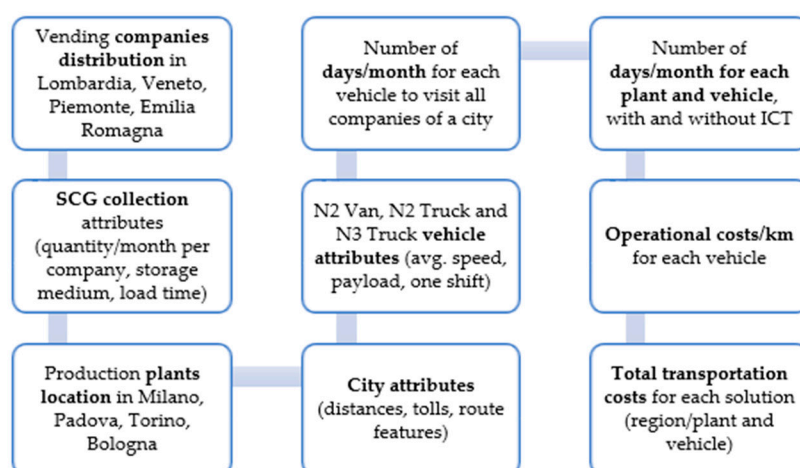 Vending companies
distribution in
Lombardia, Veneto,
Piemonte, Emilia
Romagna
SCG collection
attributes
(quantity/month per
company, storage
medium, load time)
Production plants
location in Milano,
Padova, Torino,
Bologna
City attributes
(distances, tolls, route
features)
N2 Van, N2 Truck and
N3 Truck vehicle
attributes (avg. speed,
payload, one shift)
Number of
days/month for each
vehicle to visit all
companies of a city
Number of
days/month for each
plant and vehicle,
with and without ICT
Operational costs/km
for each vehicle
Total transportation
costs for each solution
(region/plant and
vehicle)